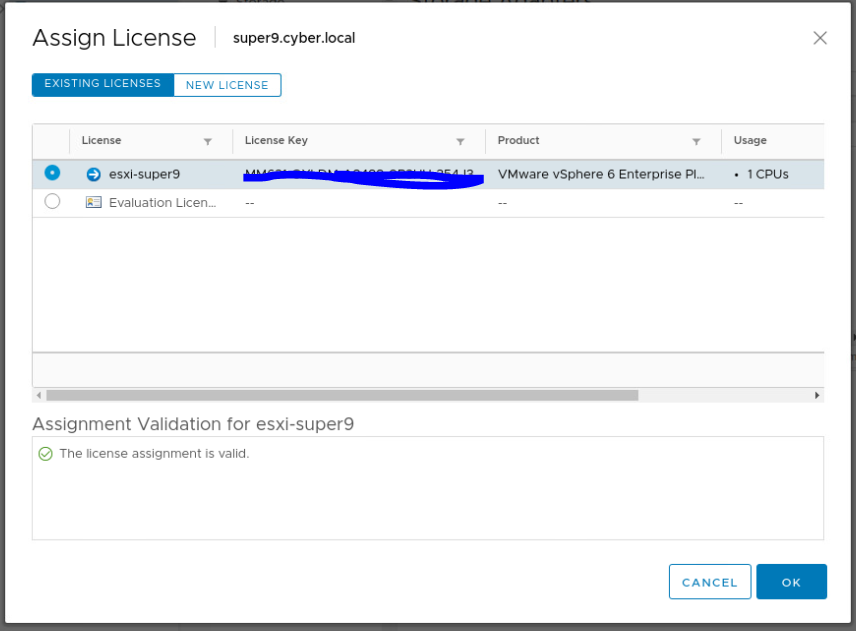 Assign License
super9.cyber.local
EXISTING LICENSES
NEW LICENSE
License
License Key
Product
Usage
esxi-super9
VMware vSphere 6 Enterprise Pl...
• 1 CPUs
Evaluation Licen...
--
--
--
Assignment Validation for esxi-super9
The license assignment is valid.
CANCEL
OK